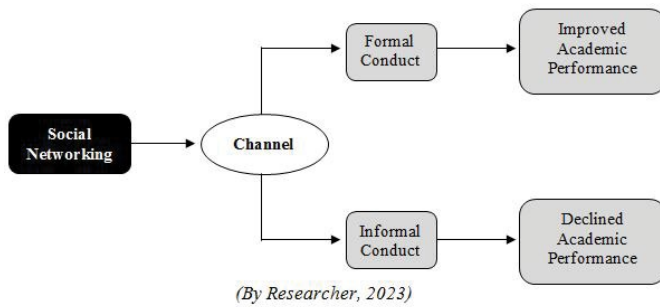 Formal
Conduct
Improved
Academic
Performance
Social
Networking
Channel
Informal
Conduct
Declined
Academic
Performance
(By Researcher, 2023)